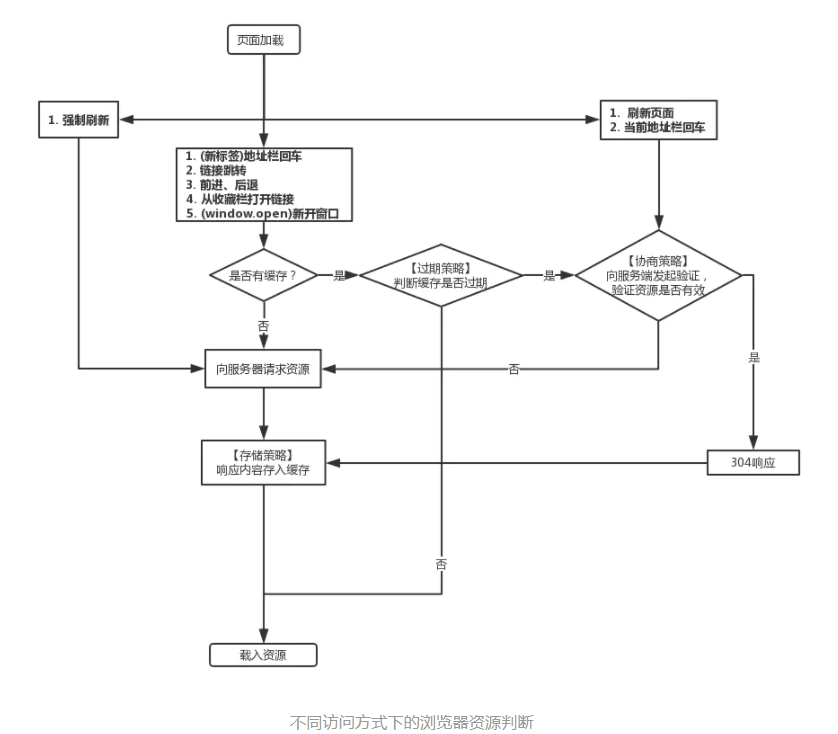 页面加载
1. 强制刷新
1. 刷新页面
2. 当前地址栏回车
1. (新标签)地址栏回车
2. 链接跳转
3. 前进、后退
4. 从收藏栏打开链接
5. (window.open)新开窗口
是否有缓存？
是
【过期策略】
判断缓存是否过期
是
【协商策略】
向服务端发起验证，
验证资源是否有效
否
是
向服务器请求资源
否
【存储策略】
响应内容存入缓存
304响应
否
载入资源
不同访问方式下的浏览器资源判断